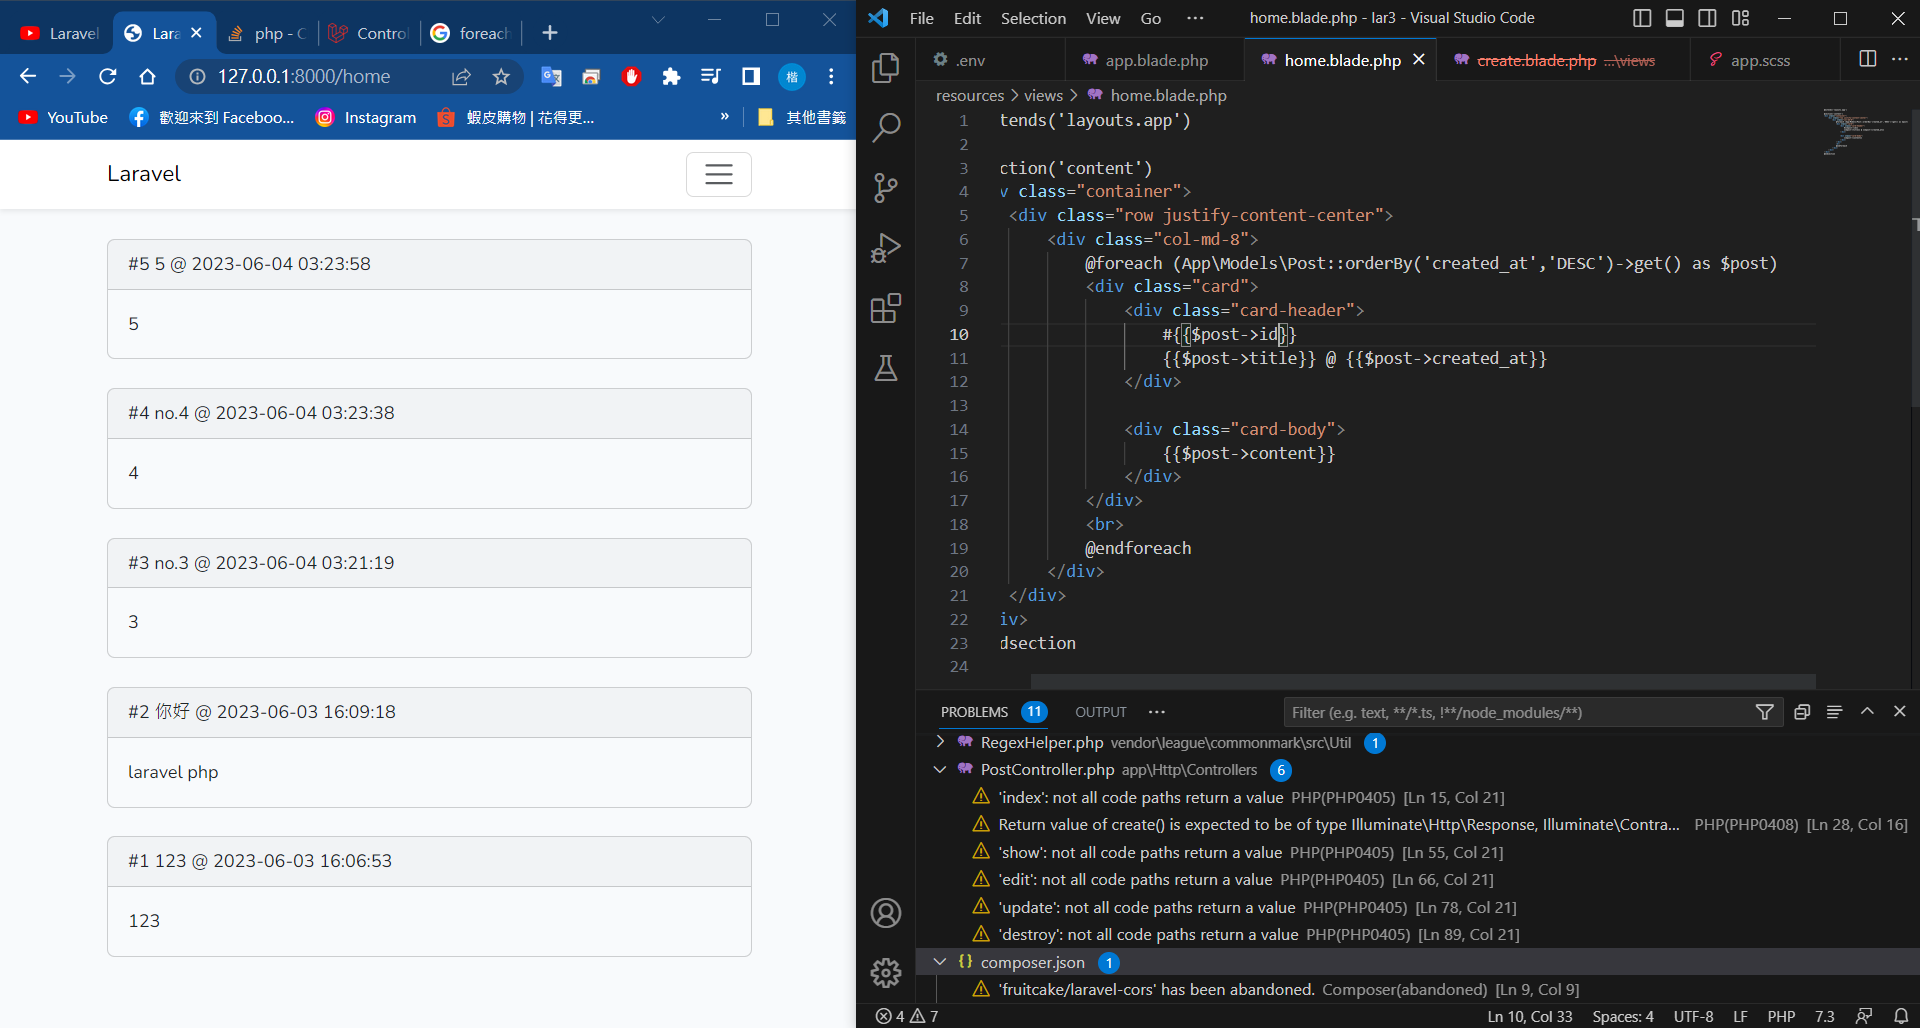 Laravel
Lara
php - C
Control
foreach
127.0.0.1:8000/home
楷
YouTube
歡迎來到 Faceboo...
Instagram
蝦皮購物 | 花得更...
»
其他書籤
Laravel
#5 5 @ 2023-06-04 03:23:58
5
#4 no.4 @ 2023-06-04 03:23:38
4
#3 no.3 @ 2023-06-04 03:21:19
3
#2 你好 @ 2023-06-03 16:09:18
laravel php
#1 123 @ 2023-06-03 16:06:53
123
File Edit Selection View Go ···
home.blade.php - lar3 - Visual Studio Code
.env
app.blade.php
home.blade.php
create.blade.php ...\views
app.scss
resources > views > home.blade.php
1 tends('layouts.app')
2
3 ction('content')
4 v class="container">
5 <div class="row justify-content-center">
6 <div class="col-md-8">
7 @foreach (App\Models\Post::orderBy('created_at','DESC')->get() as $post)
8 <div class="card">
9 <div class="card-header">
10 #{{$post->id}}
11 {{$post->title}} @ {{$post->created_at}}
12 </div>
13
14 <div class="card-body">
15 {{$post->content}}
16 </div>
17 </div>
18 <br>
19 @endforeach
20 </div>
21 </div>
22 iv>
23 dsection
24
PROBLEMS 11 OUTPUT ···
Filter (e.g. text, **/*.ts, !**/node_modules/**)
RegexHelper.php vendor\league\commonmark\src\Util 1
PostController.php app\Http\Controllers 6
'index': not all code paths return a value PHP(PHP0405) [Ln 15, Col 21]
Return value of create() is expected to be of type Illuminate\Http\Response, Illuminate\Contra... PHP(PHP0408) [Ln 28, Col 16]
'show': not all code paths return a value PHP(PHP0405) [Ln 55, Col 21]
'edit': not all code paths return a value PHP(PHP0405) [Ln 66, Col 21]
'update': not all code paths return a value PHP(PHP0405) [Ln 78, Col 21]
'destroy': not all code paths return a value PHP(PHP0405) [Ln 89, Col 21]
{} composer.json 1
'fruitcake/laravel-cors' has been abandoned. Composer(abandoned) [Ln 9, Col 9]
4 7
Ln 10, Col 33 Spaces: 4 UTF-8 LF PHP 7.3